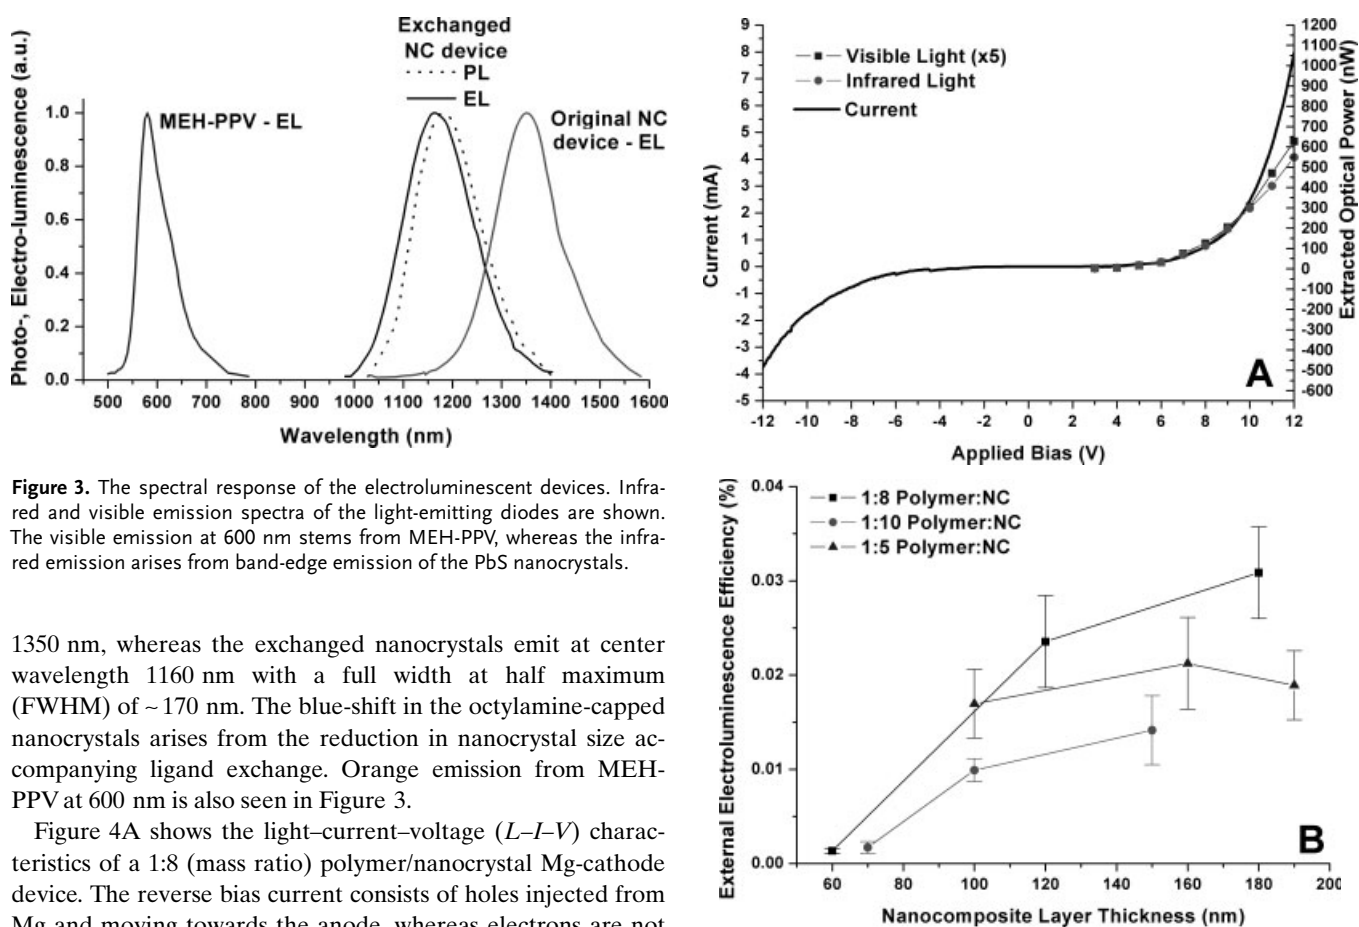 Exchanged
NC device
PL
EL
MEH-PPV - EL
Original NC
device - EL
Photo-, Electro-luminescence (a.u.)
1.0
0.8
0.6
0.4
0.2
0.0
500 600 700 800 900 1000 1100 1200 1300 1400 1500 1600
Wavelength (nm)
Figure 3. The spectral response of the electroluminescent devices. Infra-
red and visible emission spectra of the light-emitting diodes are shown.
The visible emission at 600 nm stems from MEH-PPV, whereas the infra-
red emission arises from band-edge emission of the PbS nanocrystals.
1350 nm, whereas the exchanged nanocrystals emit at center
wavelength 1160 nm with a full width at half maximum
(FWHM) of ~170 nm. The blue-shift in the octylamine-capped
nanocrystals arises from the reduction in nanocrystal size ac-
companying ligand exchange. Orange emission from MEH-
PPV at 600 nm is also seen in Figure 3.
Figure 4A shows the light–current–voltage (L–I–V) charac-
teristics of a 1:8 (mass ratio) polymer/nanocrystal Mg-cathode
device. The reverse bias current consists of holes injected from
Mg and moving towards the anode, whereas electrons are not
Visible Light (x5)
Infrared Light
Current
Current (mA)
9
8
7
6
5
4
3
2
1
0
-1
-2
-3
-4
-5
1200
1100
1000
900
800
700
600
500
400
300
200
100
0
-100
-200
-300
-400
-500
-600
Extracted Optical Power (nW)
A
-12 -10 -8 -6 -4 -2 0 2 4 6 8 10 12
Applied Bias (V)
1:8 Polymer:NC
1:10 Polymer:NC
1:5 Polymer:NC
External Electroluminescence Efficiency (%)
0.04
0.03
0.02
0.01
0.00
B
60 80 100 120 140 160 180 200
Nanocomposite Layer Thickness (nm)